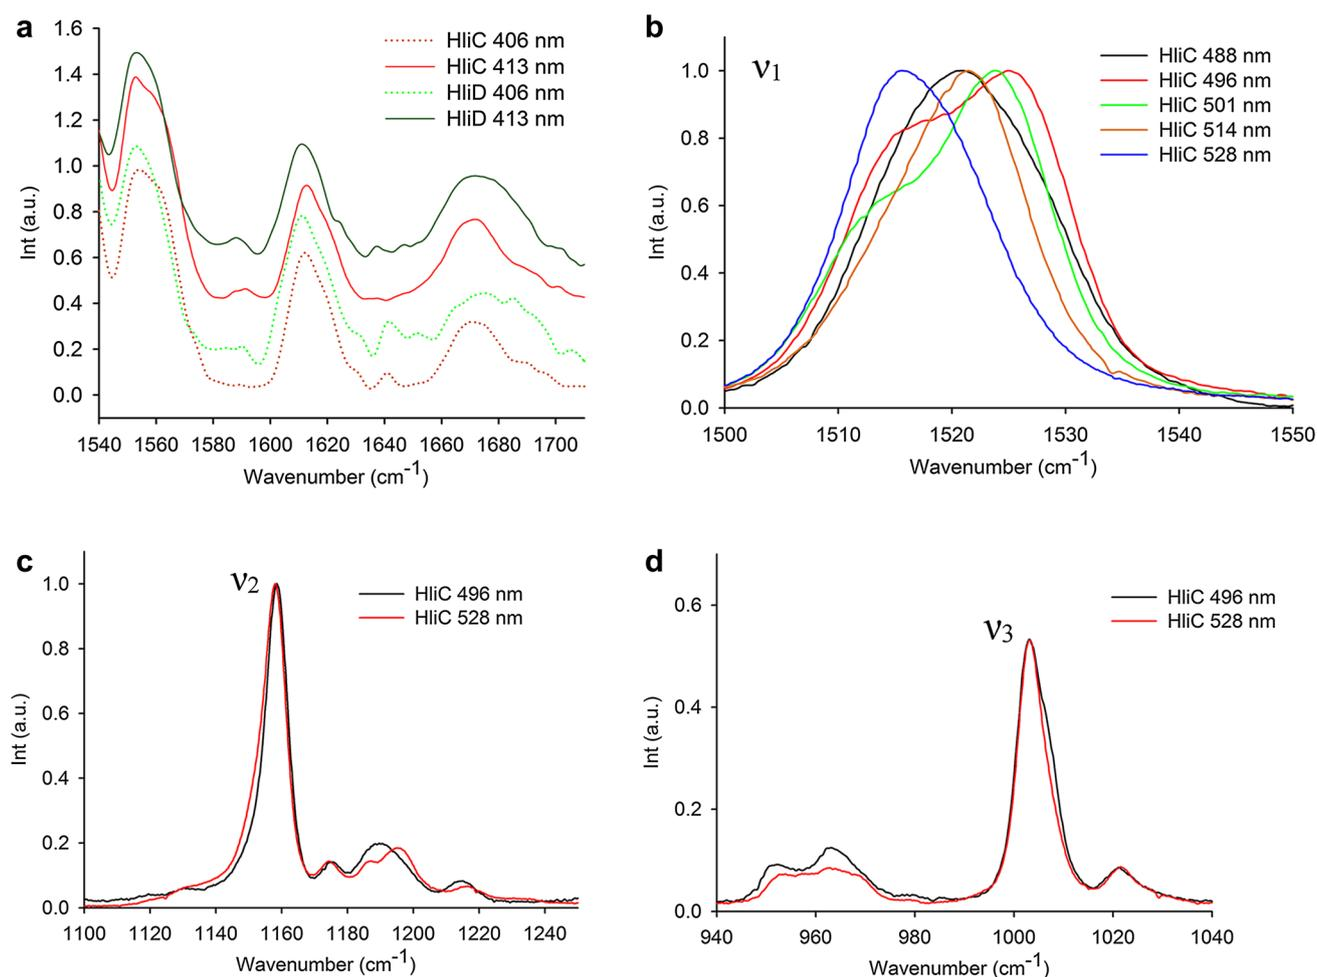 a
1.6
1.4
1.2
1.0
0.8
0.6
0.4
0.2
0.0
Int (a.u.)
HliC 406 nm
HliC 413 nm
HliD 406 nm
HliD 413 nm
1540 1560 1580 1600 1620 1640 1660 1680 1700
Wavenumber (cm⁻¹)
b
ν₁
1.0
0.8
0.6
0.4
0.2
0.0
Int (a.u.)
HliC 488 nm
HliC 496 nm
HliC 501 nm
HliC 514 nm
HliC 528 nm
1500 1510 1520 1530 1540 1550
Wavenumber (cm⁻¹)
c
ν₂
1.0
0.8
0.6
0.4
0.2
0.0
Int (a.u.)
HliC 496 nm
HliC 528 nm
1100 1120 1140 1160 1180 1200 1220 1240
Wavenumber (cm⁻¹)
d
ν₃
0.6
0.4
0.2
0.0
Int (a.u.)
HliC 496 nm
HliC 528 nm
940 960 980 1000 1020 1040
Wavenumber (cm⁻¹)